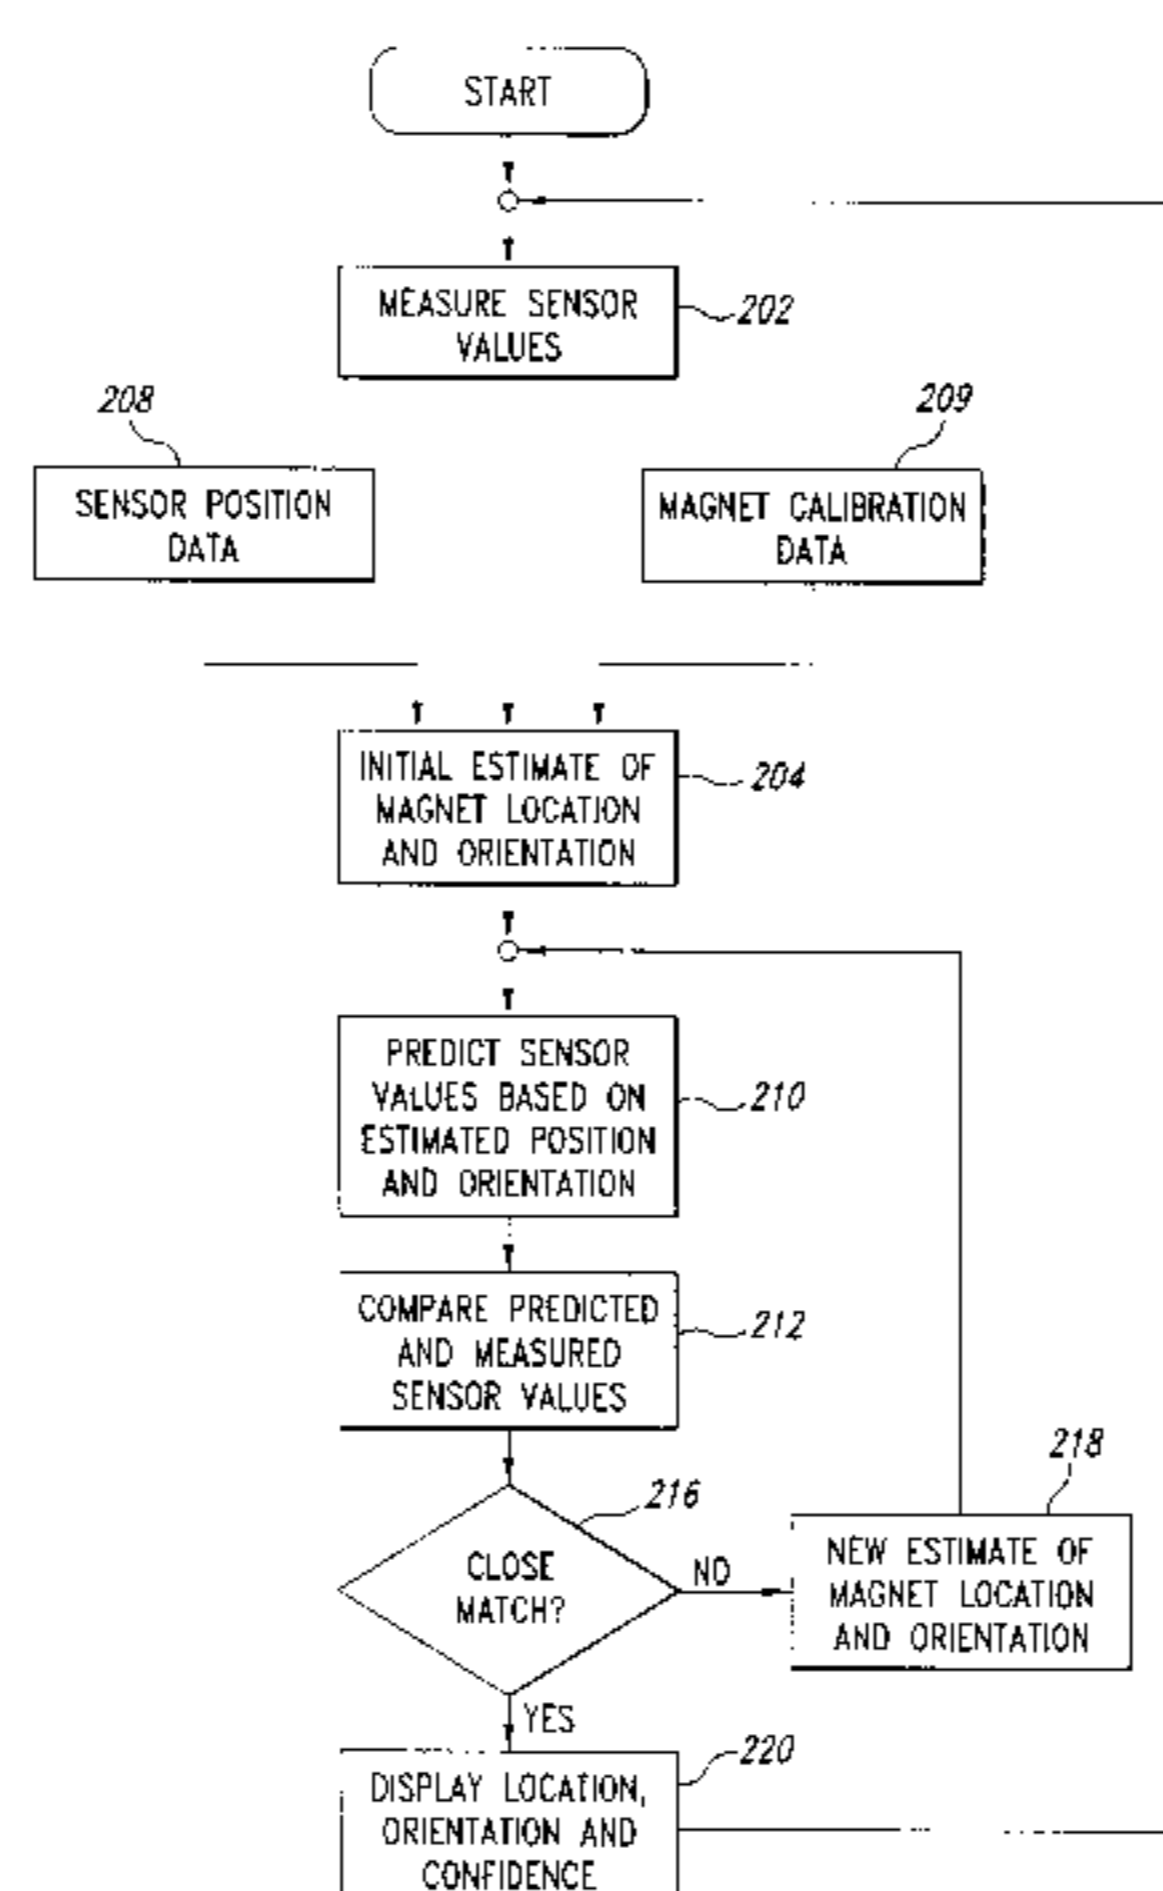 START
MEASURE SENSOR
VALUES
202
208
209
SENSOR POSITION
DATA
MAGNET CALIBRATION
DATA
INITIAL ESTIMATE OF
MAGNET LOCATION
AND ORIENTATION
204
PREDICT SENSOR
VALUES BASED ON
ESTIMATED POSITION
AND ORIENTATION
210
COMPARE PREDICTED
AND MEASURED
SENSOR VALUES
212
216
218
CLOSE
MATCH?
NO
NEW ESTIMATE OF
MAGNET LOCATION
AND ORIENTATION
YES
220
DISPLAY LOCATION,
ORIENTATION AND
CONFIDENCE